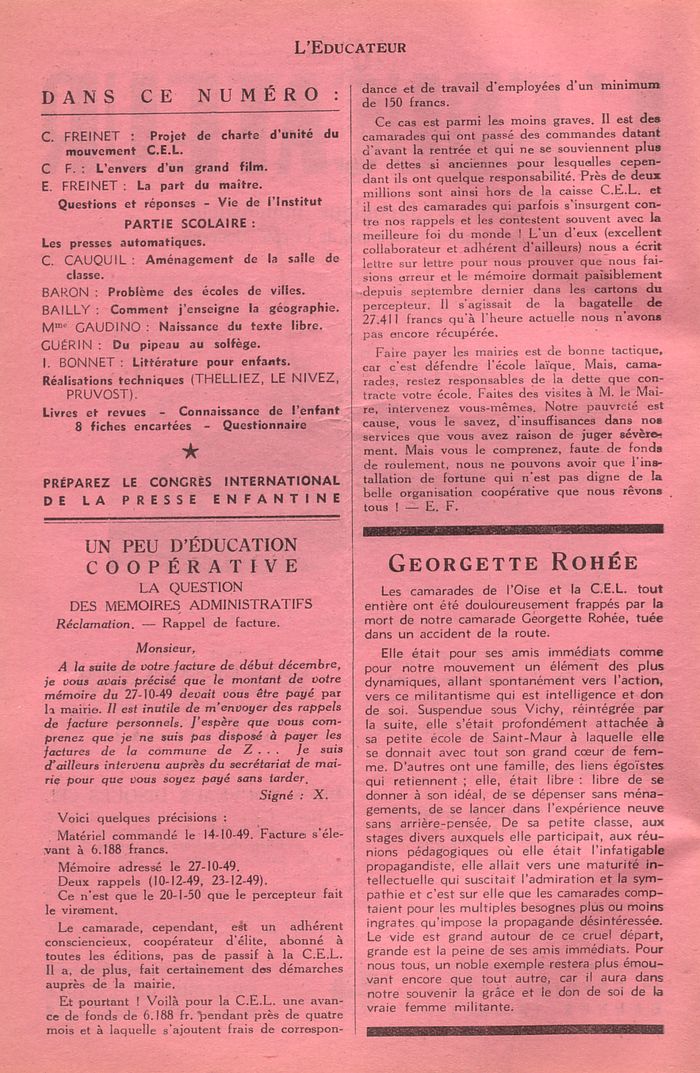 L'EDUCATEUR
DANS CE NUMÉRO :
C. FREINET : Projet de charte d'unité du
mouvement C.E.L.
C F. : L'envers d'un grand film.
E. FREINET : La part du maître.
Questions et réponses - Vie de l'Institut
PARTIE SCOLAIRE :
Les presses automatiques.
C. CAUQUIL : Aménagement de la salle de
classe.
BARON : Problème des écoles de villes.
BAILLY : Comment j'enseigne la géographie.
Mme GAUDINO : Naissance du texte libre.
GUÉRIN : Du pipeau au solfège.
I. BONNET : Littérature pour enfants.
Réalisations techniques (THELLIEZ, LE NIVEZ,
PRUVOST).
Livres et revues - Connaissance de l'enfant
8 fiches encartées - Questionnaire
★
PRÉPAREZ LE CONGRÈS INTERNATIONAL
DE LA PRESSE ENFANTINE
UN PEU D'ÉDUCATION
COOPÉRATIVE
LA QUESTION
DES MEMOIRES ADMINISTRATIFS
Réclamation. — Rappel de facture.
Monsieur,
A la suite de votre facture de début décembre,
je vous avais précisé que le montant de votre
mémoire du 27-10-49 devait vous être payé par
la mairie. Il est inutile de m'envoyer des rappels
de facture personnels. J'espère que vous com-
prenez que je ne suis pas disposé à payer les
factures de la commune de Z... Je suis
d'ailleurs intervenu auprès du secrétariat de mai-
rie pour que vous soyez payé sans tarder.
Signé : X.
Voici quelques précisions :
Matériel commandé le 14-10-49. Facture s'éle-
vant à 6.188 francs.
Mémoire adressé le 27-10-49.
Deux rappels (10-12-49, 23-12-49).
Ce n'est que le 20-1-50 que le percepteur fait
le virement.
Le camarade, cependant, est un adhérent
consciencieux, coopérateur d'élite, abonné à
toutes les éditions, pas de passif à la C.E.L.
Il a, de plus, fait certainement des démarches
auprès de la mairie.
Et pourtant ! Voilà pour la C.E.L. une avan-
ce de fonds de 6.188 fr. pendant près de quatre
mois et à laquelle s'ajoutent frais de correspon-
dance et de travail d'employées d'un minimum
de 150 francs.
Ce cas est parmi les moins graves. Il est des
camarades qui ont passé des commandes datant
d'avant la rentrée et qui ne se souviennent plus
de dettes si anciennes pour lesquelles cepen-
dant ils ont quelque responsabilité. Près de deux
millions sont ainsi hors de la caisse C.E.L. et
il est des camarades qui parfois s'insurgent con-
tre nos rappels et les contestent souvent avec la
meilleure foi du monde ! L'un d'eux (excellent
collaborateur et adhérent d'ailleurs) nous a écrit
lettre sur lettre pour nous prouver que nous fai-
sions erreur et le mémoire dormait paisiblement
depuis septembre dernier dans les cartons du
percepteur. Il s'agissait de la bagatelle de
27.411 francs qu'à l'heure actuelle nous n'avons
pas encore récupérée.
Faire payer les mairies est de bonne tactique,
car c'est défendre l'école laïque. Mais, cama-
rades, restez responsables de la dette que con-
tracte votre école. Faites des visites à M. le Mai-
re, intervenez vous-mêmes. Notre pauvreté est
cause, vous le savez, d'insuffisances dans nos
services que vous avez raison de juger sévère-
ment. Mais vous le comprenez, faute de fonds
de roulement, nous ne pouvons avoir que l'ins-
tallation de fortune qui n'est pas digne de la
belle organisation coopérative que nous rêvons
tous ! — E. F.
GEORGETTE ROHÉE
Les camarades de l'Oise et la C.E.L. tout
entière ont été douloureusement frappés par la
mort de notre camarade Georgette Rohée, tuée
dans un accident de la route.
Elle était pour ses amis immédiats comme
pour notre mouvement un élément des plus
dynamiques, allant spontanément vers l'action,
vers ce militantisme qui est intelligence et don
de soi. Suspendue sous Vichy, réintégrée par
la suite, elle s'était profondément attachée à
sa petite école de Saint-Maur à laquelle elle
se donnait avec tout son grand cœur de fem-
me. D'autres ont une famille, des liens égoïstes
qui retiennent ; elle, était libre : libre de se
donner à son idéal, de se dépenser sans ména-
gements, de se lancer dans l'expérience neuve
sans arrière-pensée. De sa petite classe, aux
stages divers auxquels elle participait, aux réu-
nions pédagogiques où elle était l'infatigable
propagandiste, elle allait vers une maturité in-
tellectuelle qui suscitait l'admiration et la sym-
pathie et c'est sur elle que les camarades comp-
taient pour les multiples besognes plus ou moins
ingrates qu'impose la propagande désintéressée.
Le vide est grand autour de ce cruel départ,
grande est la peine de ses amis immédiats. Pour
nous tous, un noble exemple restera plus émou-
vant encore que tout autre, car il aura dans
notre souvenir la grâce et le don de soi de la
vraie femme militante.